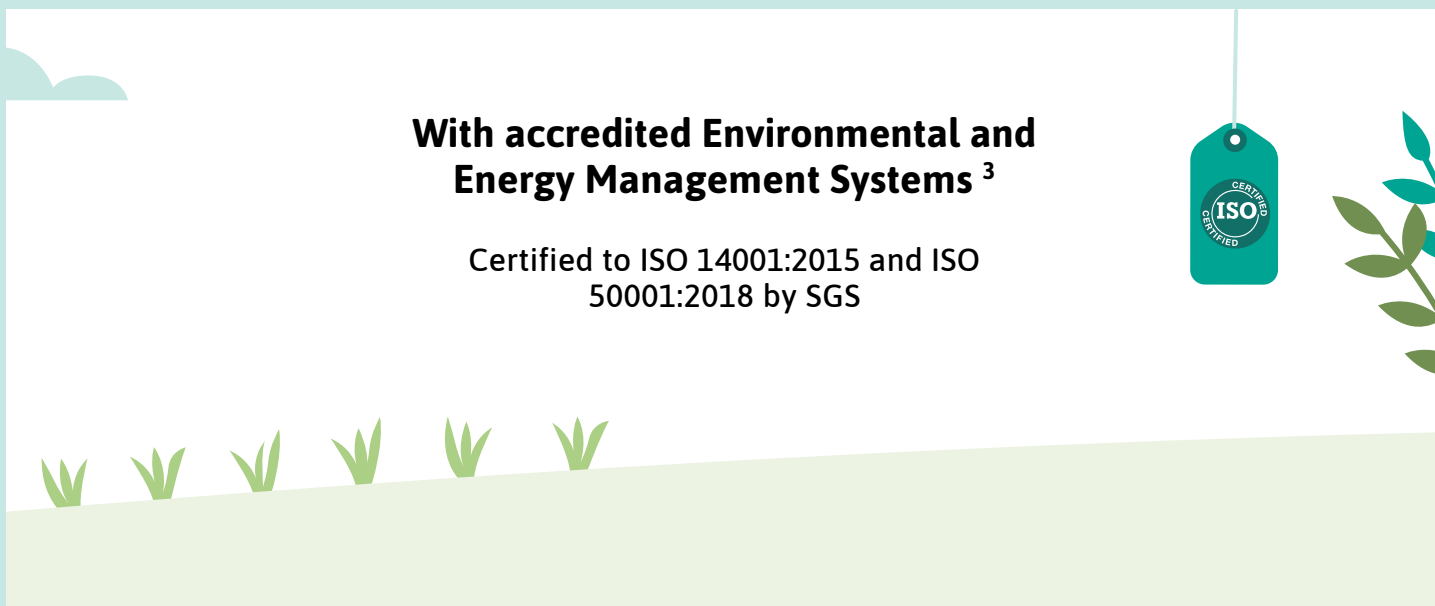 With accredited Environmental and
Energy Management Systems ³
Certified to ISO 14001:2015 and ISO
50001:2018 by SGS
CERTIFIED
ISO
CERTIFIED